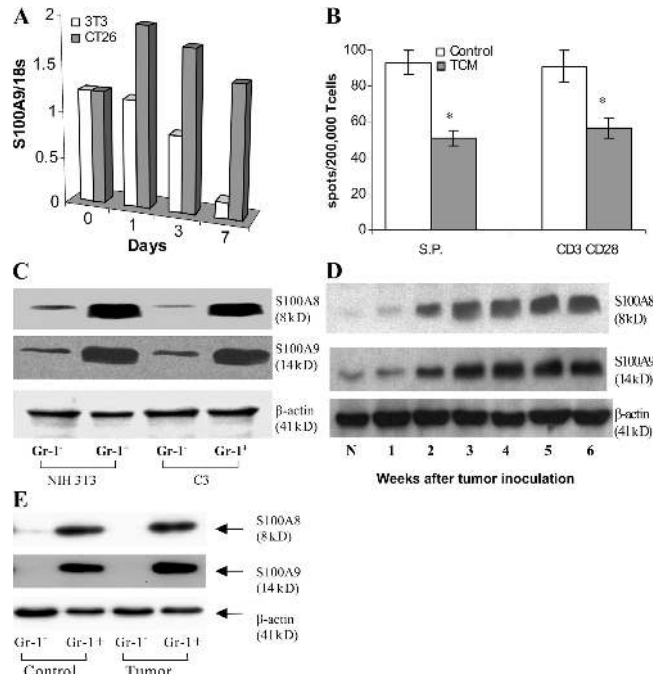 A
3T3
CT26
S100A9/18s
2
1.5
1
0.5
0
0
1
3
7
Days
B
Control
TCM
spots/200,000 Tcells
100
80
60
40
20
0
*
*
S.P.
CD3 CD28
C
S100A8
(8kD)
S100A9
(14kD)
β-actin
(41kD)
Gr-1⁻ Gr-1⁺ Gr-1⁻ Gr-1⁺
NIH 3T3 C3
D
S100A8
(8kD)
S100A9
(14kD)
β-actin
(41kD)
N 1 2 3 4 5 6
Weeks after tumor inoculation
E
S100A8
(8kD)
S100A9
(14kD)
β-actin
(41kD)
Gr-1⁻ Gr-1+ Gr-1⁻ Gr-1+
Control Tumor